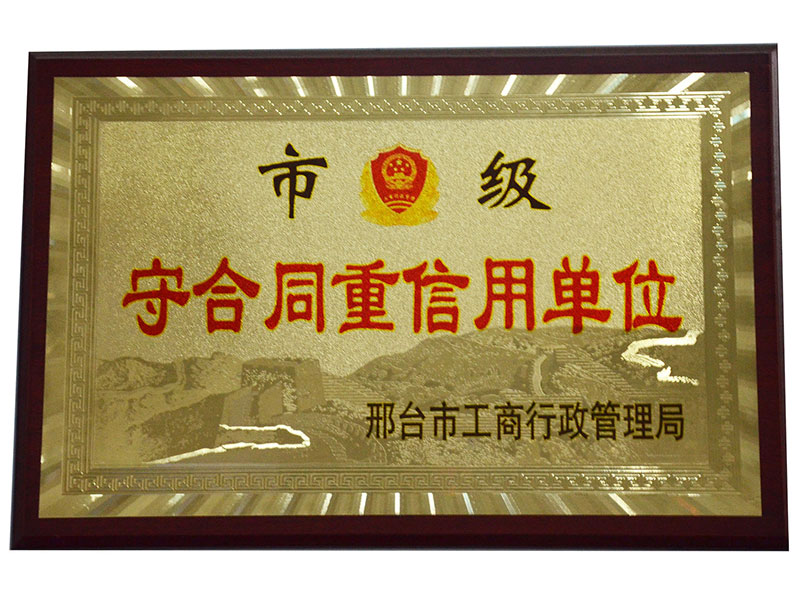 市 级
守合同重信用单位
邢台市工商行政管理局